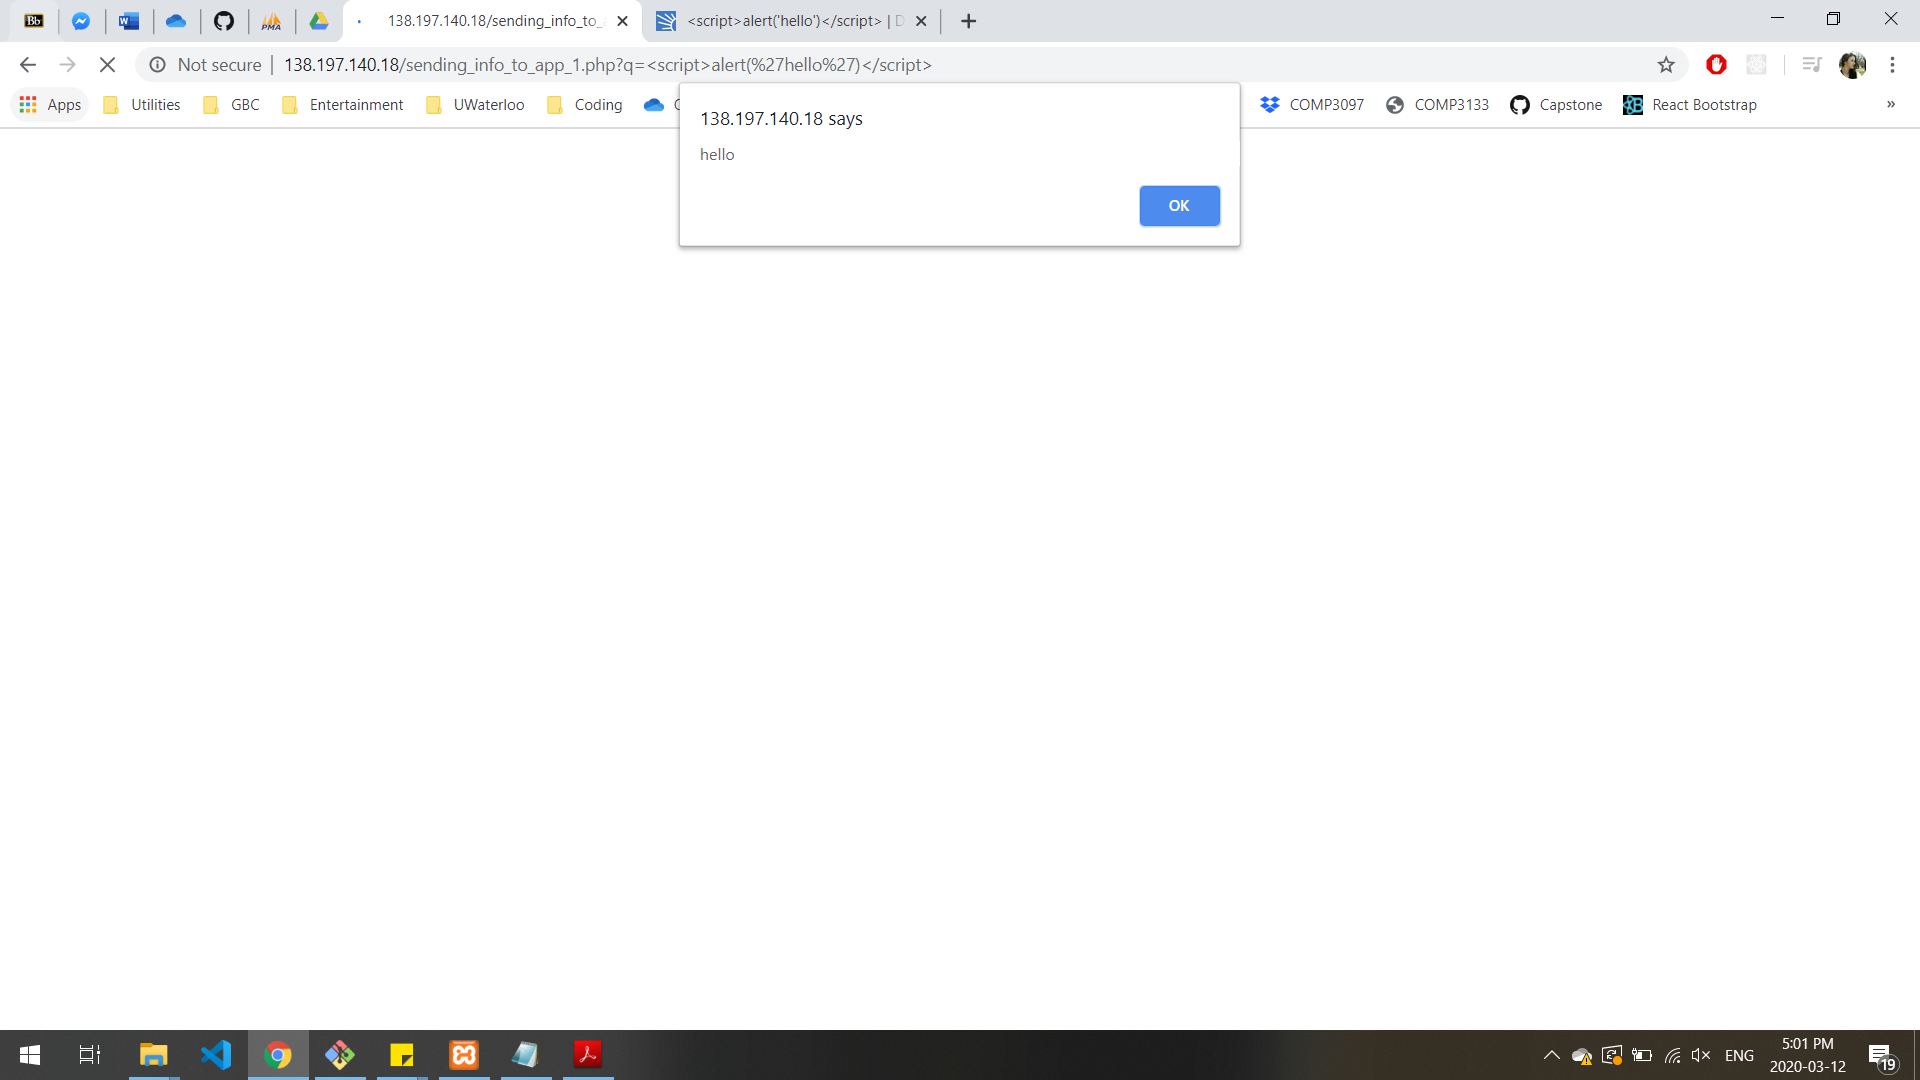 Bb
W
PMA
138.197.140.18/sending_info_to_
<script>alert('hello')</script> | D
Not secure
138.197.140.18/sending_info_to_app_1.php?q=<script>alert(%27hello%27)</script>
Apps
Utilities
GBC
Entertainment
UWaterloo
Coding
COMP3097
COMP3133
Capstone
React Bootstrap
»
138.197.140.18 says
hello
OK
ENG
5:01 PM
2020-03-12
19